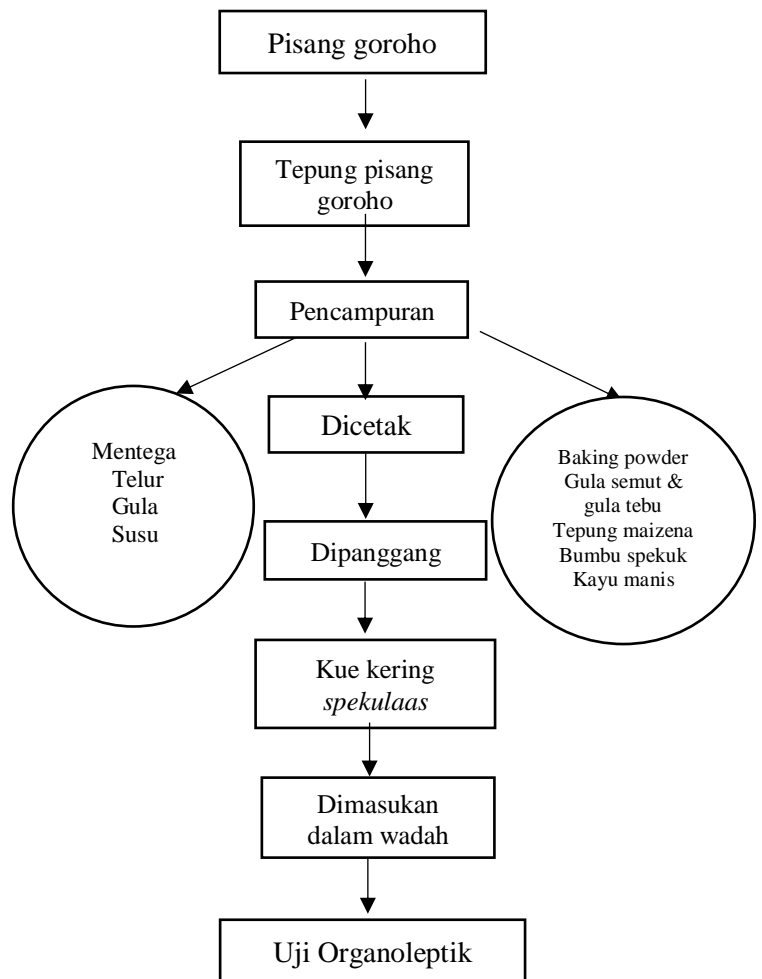 Pisang goroho
Tepung pisang
goroho
Pencampuran
Mentega
Telur
Gula
Susu
Dicetak
Baking powder
Gula semut &
gula tebu
Tepung maizena
Bumbu spekuk
Kayu manis
Dipanggang
Kue kering
spekulaas
Dimasukan
dalam wadah
Uji Organoleptik